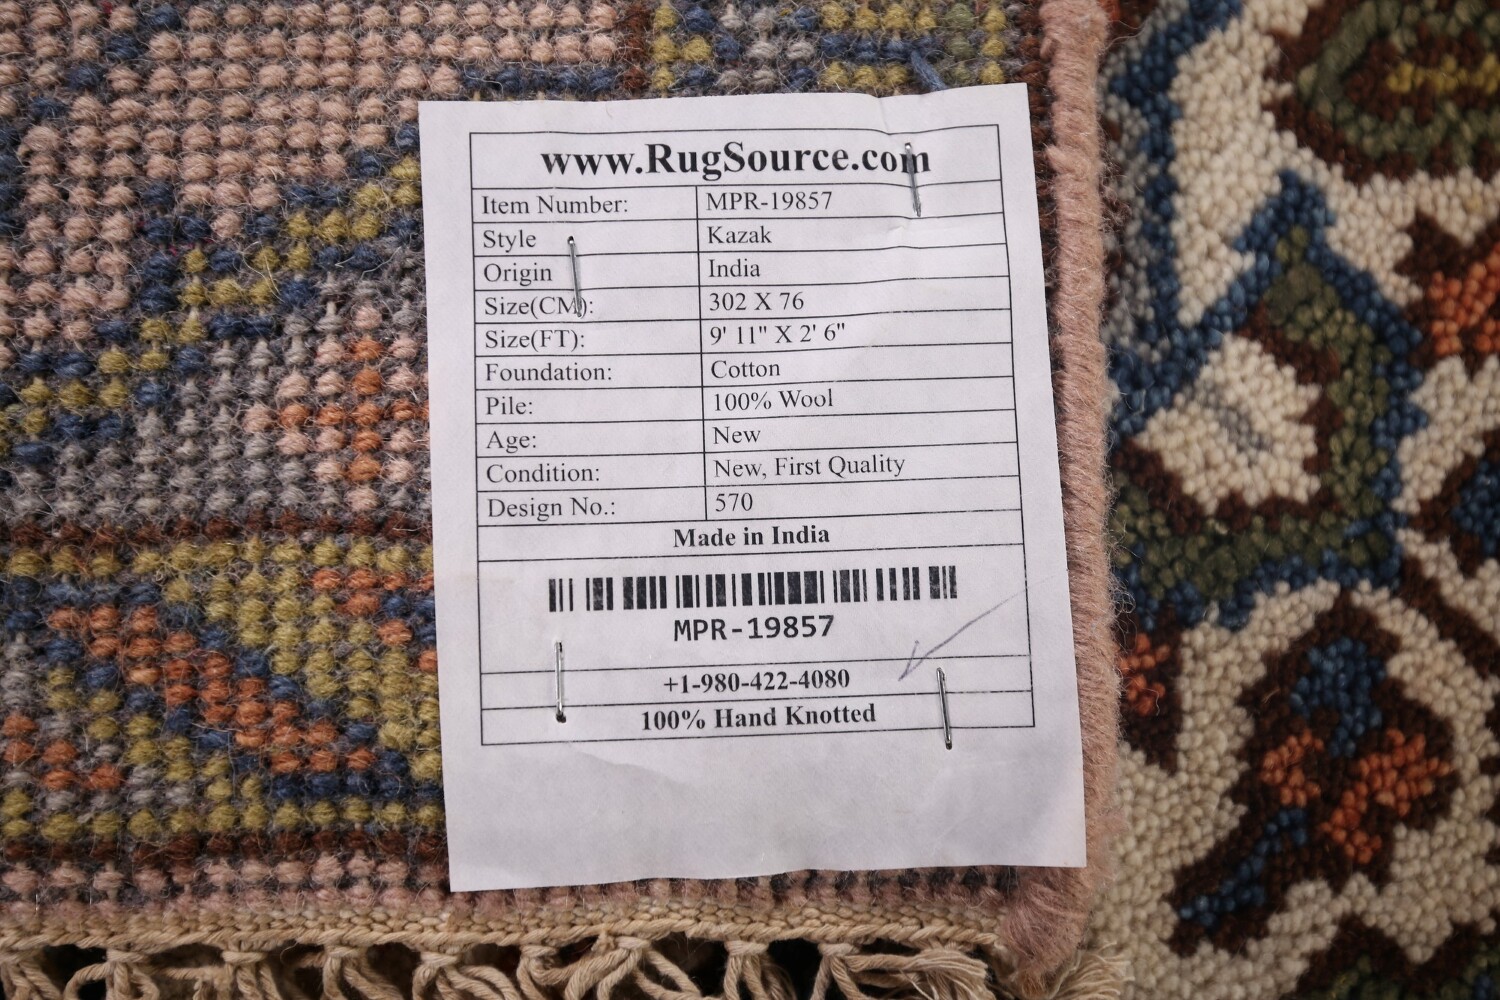 www.RugSource.com
Item Number: MPR-19857
Style Kazak
Origin India
Size(CM): 302 X 76
Size(FT): 9' 11" X 2' 6"
Foundation: Cotton
Pile: 100% Wool
Age: New
Condition: New, First Quality
Design No.: 570
Made in India
MPR-19857
+1-980-422-4080
100% Hand Knotted